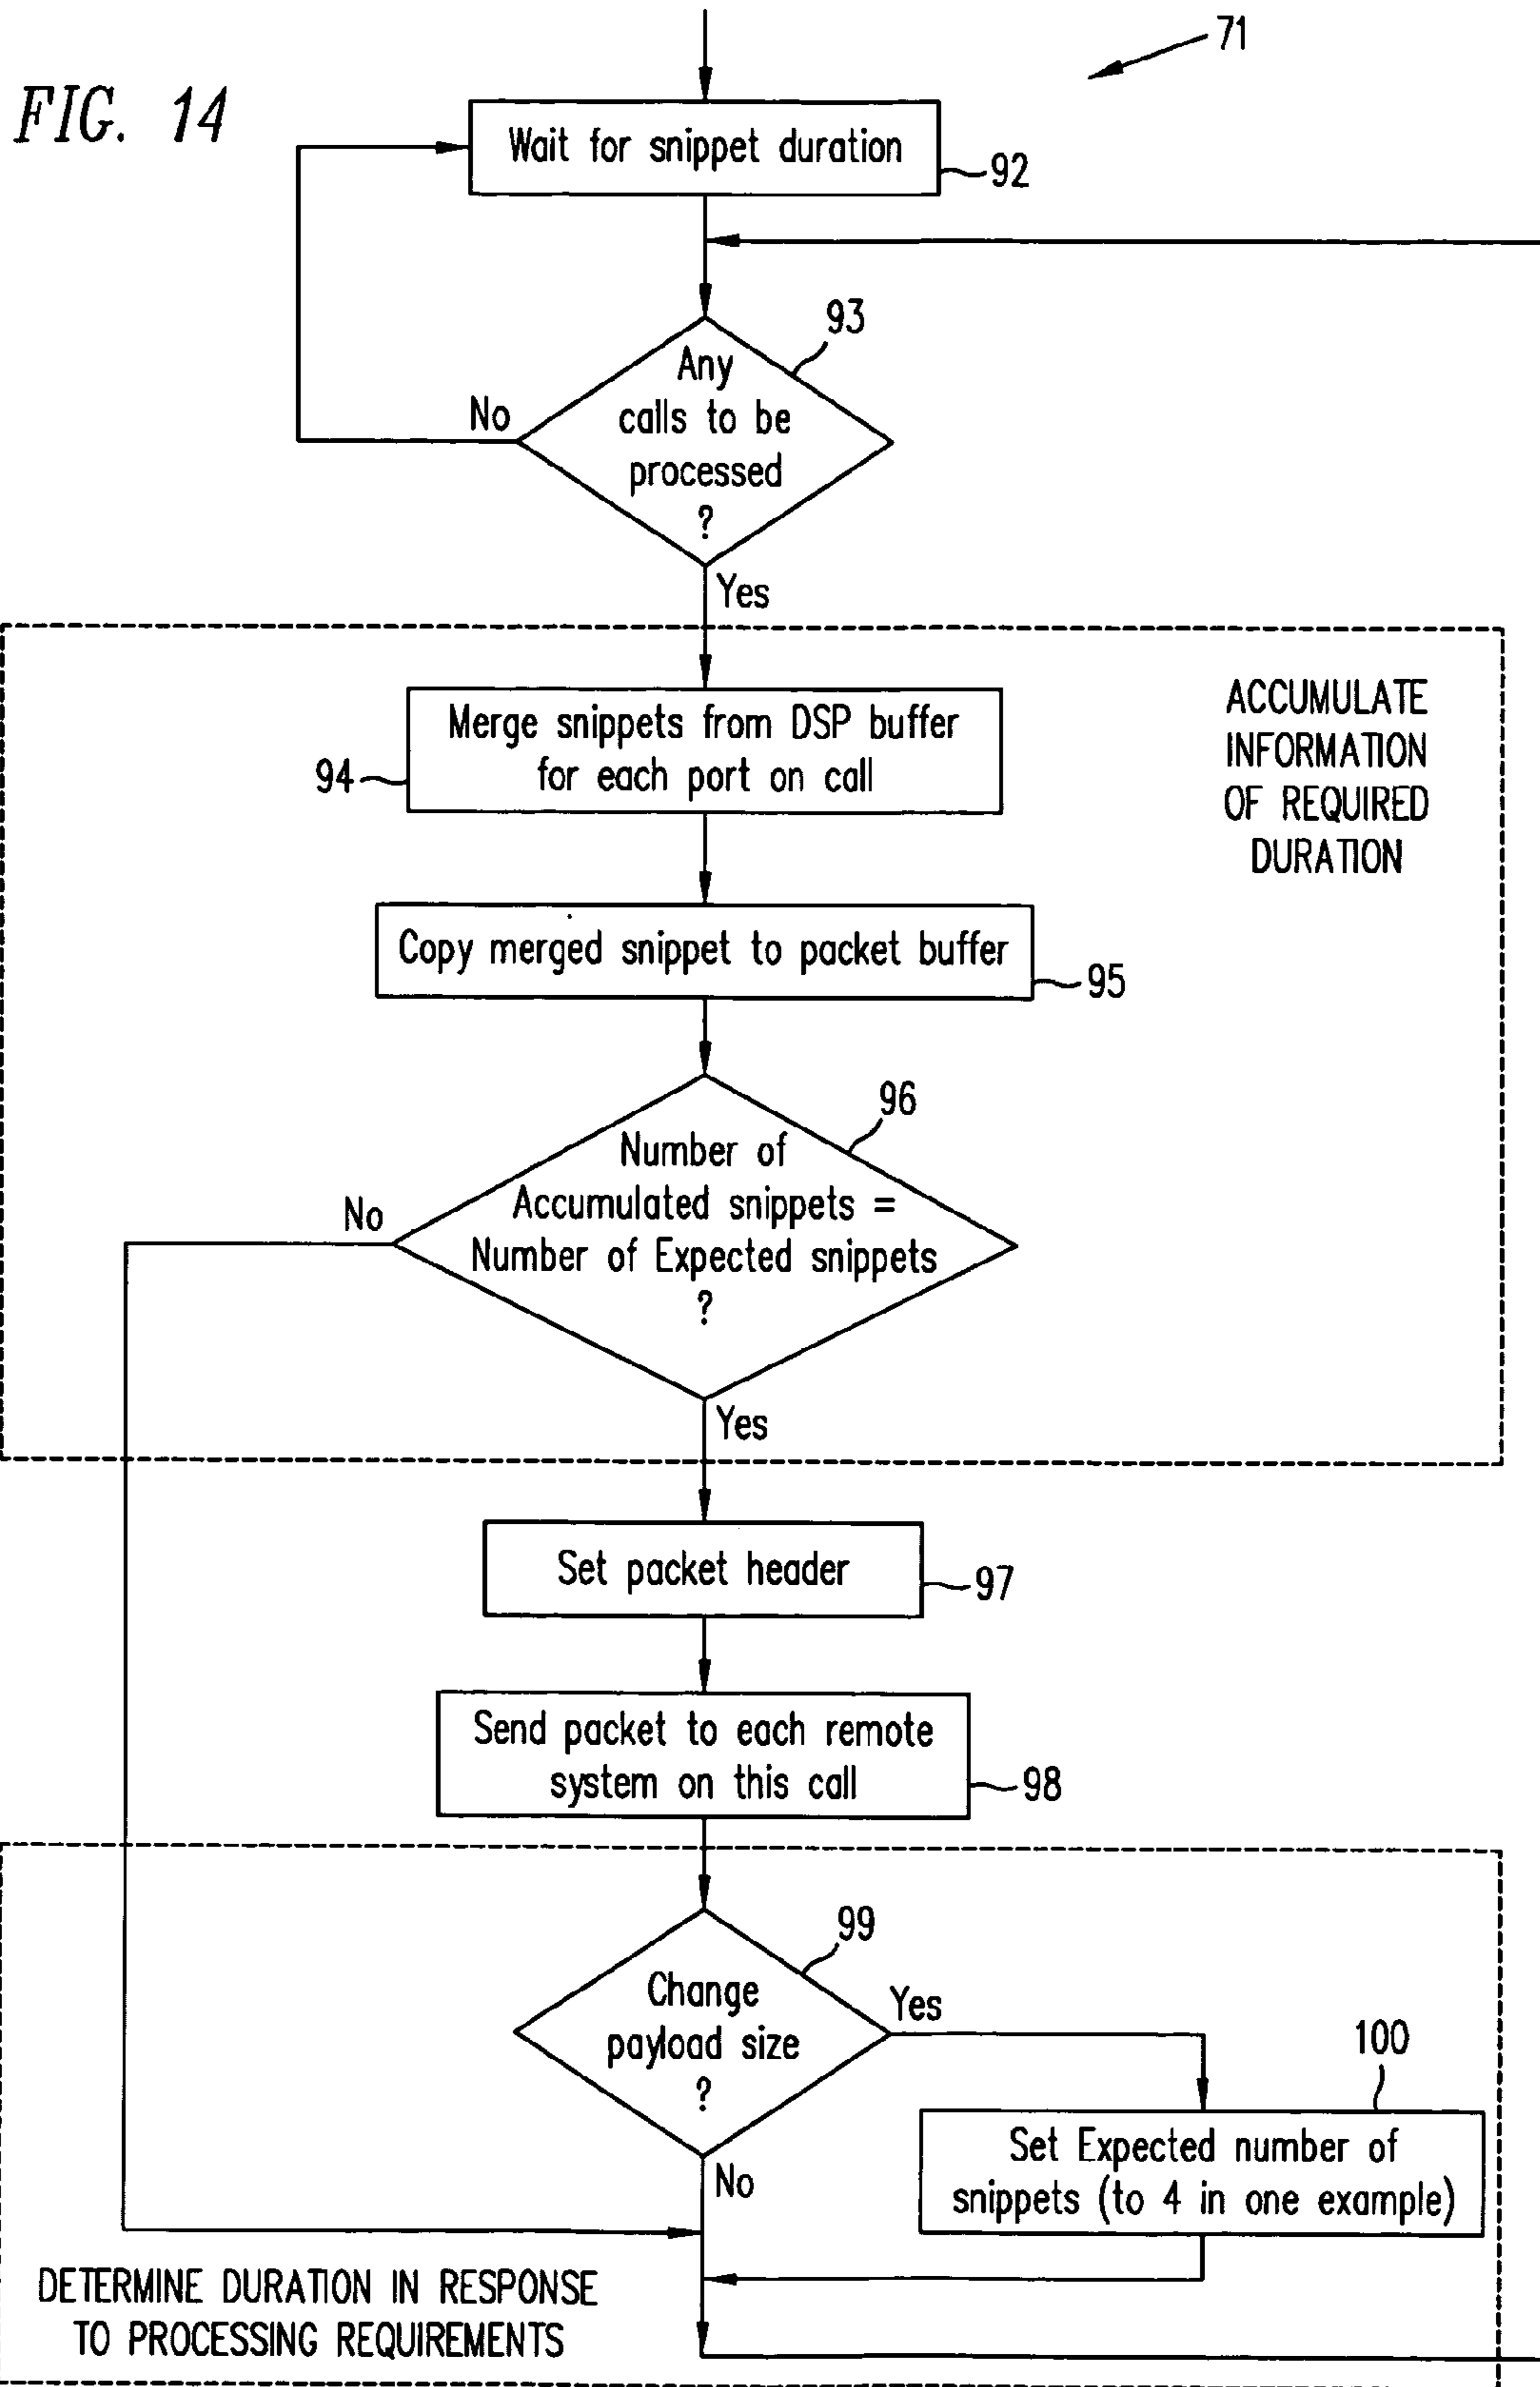 FIG. 14
71
Wait for snippet duration
92
93
Any
calls to be
processed
?
No
Yes
ACCUMULATE
INFORMATION
OF REQUIRED
DURATION
Merge snippets from DSP buffer
for each port on call
94
Copy merged snippet to packet buffer
95
96
Number of
Accumulated snippets =
Number of Expected snippets
?
No
Yes
Set packet header
97
Send packet to each remote
system on this call
98
99
Change
payload size
?
Yes
No
100
Set Expected number of
snippets (to 4 in one example)
DETERMINE DURATION IN RESPONSE
TO PROCESSING REQUIREMENTS